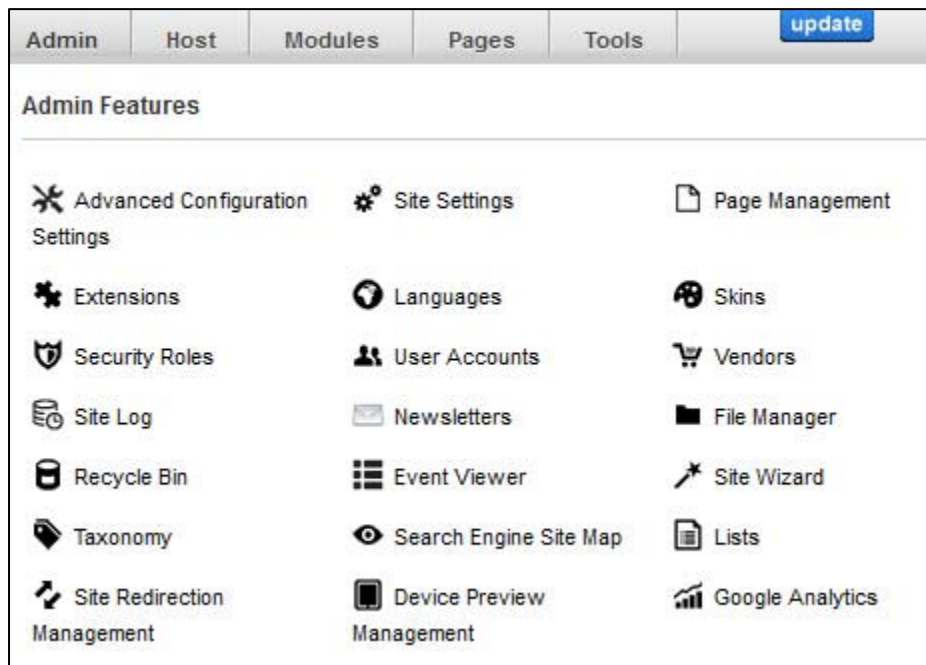 Admin Host Modules Pages Tools update
Admin Features
Advanced Configuration Settings Site Settings Page Management
Extensions Languages Skins
Security Roles User Accounts Vendors
Site Log Newsletters File Manager
Recycle Bin Event Viewer Site Wizard
Taxonomy Search Engine Site Map Lists
Site Redirection Management Device Preview Management Google Analytics